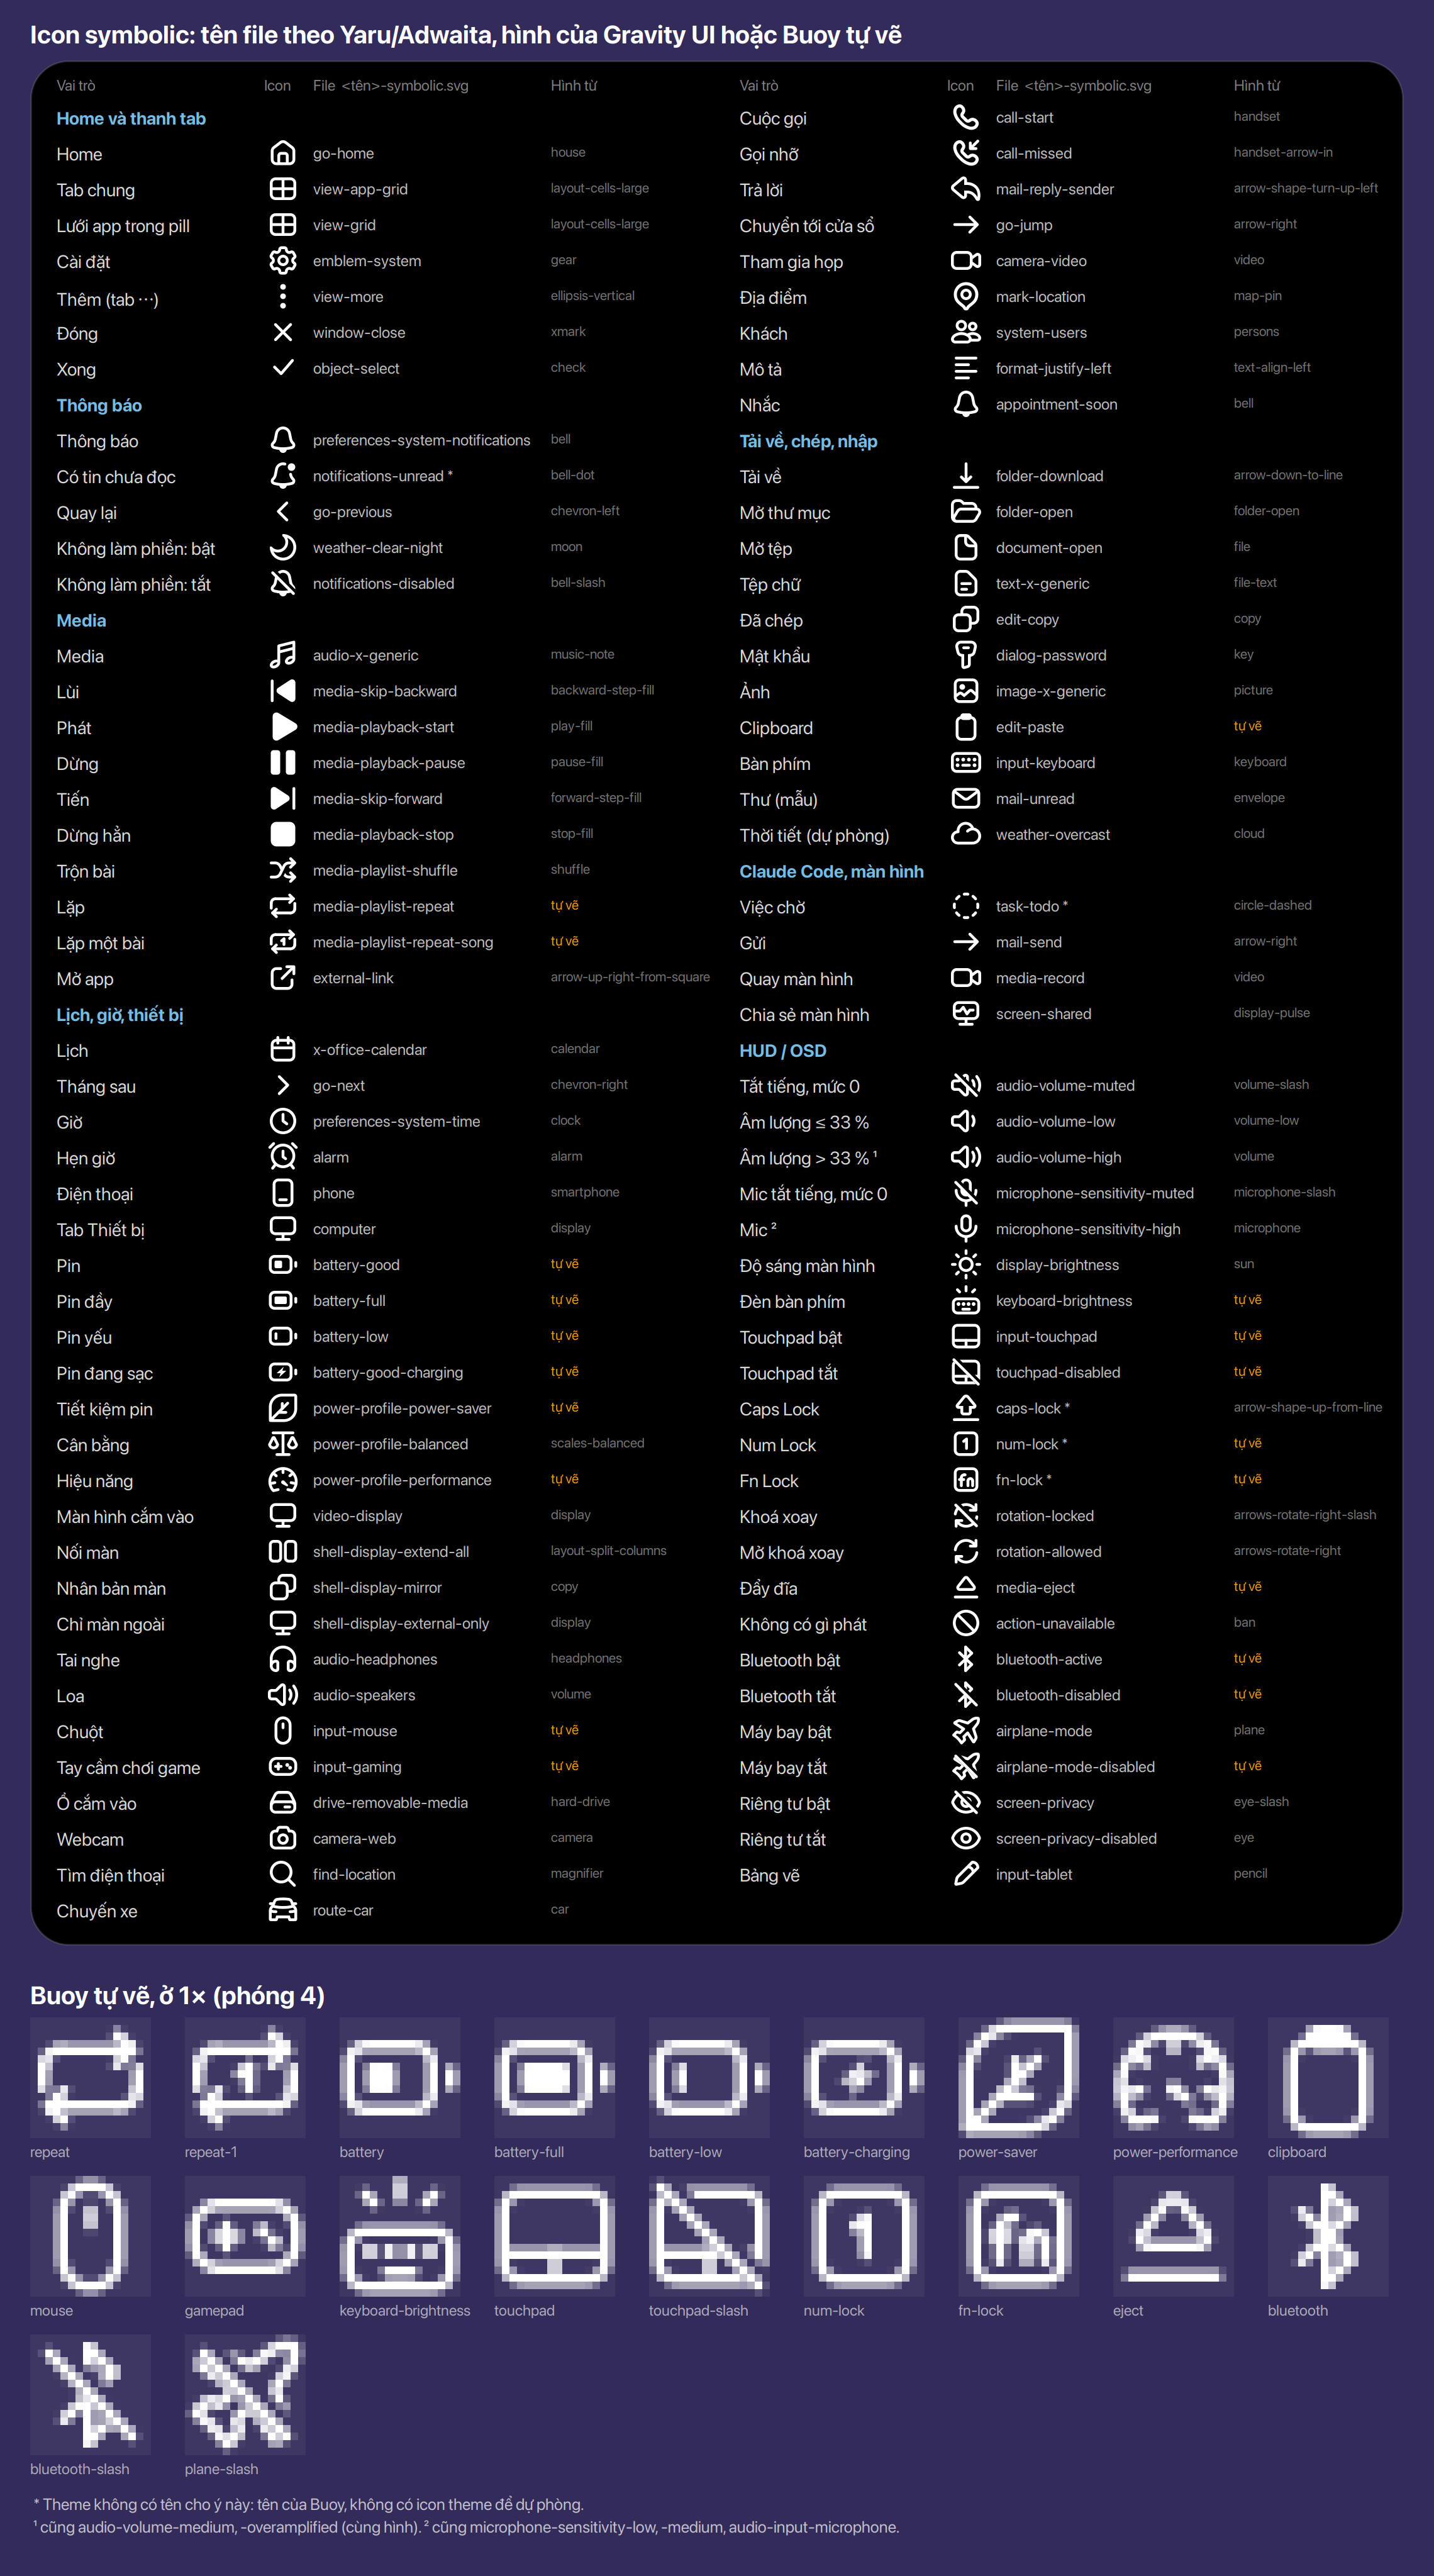 Icon symbolic: tên file theo Yaru/Adwaita, hình của Gravity UI hoặc Buoy tự vẽ
Vai trò Icon File <tên>-symbolic.svg Hình từ
Home và thanh tab
Home go-home house
Tab chung view-app-grid layout-cells-large
Lưới app trong pill view-grid layout-cells-large
Cài đặt emblem-system gear
Thêm (tab ⋯) view-more ellipsis-vertical
Đóng window-close xmark
Xong object-select check
Thông báo
Thông báo preferences-system-notifications bell
Có tin chưa đọc notifications-unread * bell-dot
Quay lại go-previous chevron-left
Không làm phiền: bật weather-clear-night moon
Không làm phiền: tắt notifications-disabled bell-slash
Media
Media audio-x-generic music-note
Lùi media-skip-backward backward-step-fill
Phát media-playback-start play-fill
Dừng media-playback-pause pause-fill
Tiến media-skip-forward forward-step-fill
Dừng hẳn media-playback-stop stop-fill
Trộn bài media-playlist-shuffle shuffle
Lặp media-playlist-repeat tự vẽ
Lặp một bài media-playlist-repeat-song tự vẽ
Mở app external-link arrow-up-right-from-square
Lịch, giờ, thiết bị
Lịch x-office-calendar calendar
Tháng sau go-next chevron-right
Giờ preferences-system-time clock
Hẹn giờ alarm alarm
Điện thoại phone smartphone
Tab Thiết bị computer display
Pin battery-good tự vẽ
Pin đầy battery-full tự vẽ
Pin yếu battery-low tự vẽ
Pin đang sạc battery-good-charging tự vẽ
Tiết kiệm pin power-profile-power-saver tự vẽ
Cân bằng power-profile-balanced scales-balanced
Hiệu năng power-profile-performance tự vẽ
Màn hình cắm vào video-display display
Nối màn shell-display-extend-all layout-split-columns
Nhân bản màn shell-display-mirror copy
Chỉ màn ngoài shell-display-external-only display
Tai nghe audio-headphones headphones
Loa audio-speakers volume
Chuột input-mouse tự vẽ
Tay cầm chơi game input-gaming tự vẽ
Ổ cắm vào drive-removable-media hard-drive
Webcam camera-web camera
Tìm điện thoại find-location magnifier
Chuyến xe route-car car
Vai trò Icon File <tên>-symbolic.svg Hình từ
Cuộc gọi call-start handset
Gọi nhỡ call-missed handset-arrow-in
Trả lời mail-reply-sender arrow-shape-turn-up-left
Chuyển tới cửa sổ go-jump arrow-right
Tham gia họp camera-video video
Địa điểm mark-location map-pin
Khách system-users persons
Mô tả format-justify-left text-align-left
Nhắc appointment-soon bell
Tải về, chép, nhập
Tải về folder-download arrow-down-to-line
Mở thư mục folder-open folder-open
Mở tệp document-open file
Tệp chữ text-x-generic file-text
Đã chép edit-copy copy
Mật khẩu dialog-password key
Ảnh image-x-generic picture
Clipboard edit-paste tự vẽ
Bàn phím input-keyboard keyboard
Thư (mẫu) mail-unread envelope
Thời tiết (dự phòng) weather-overcast cloud
Claude Code, màn hình
Việc chờ task-todo * circle-dashed
Gửi mail-send arrow-right
Quay màn hình media-record video
Chia sẻ màn hình screen-shared display-pulse
HUD / OSD
Tắt tiếng, mức 0 audio-volume-muted volume-slash
Âm lượng ≤ 33 % audio-volume-low volume-low
Âm lượng > 33 % ¹ audio-volume-high volume
Mic tắt tiếng, mức 0 microphone-sensitivity-muted microphone-slash
Mic ² microphone-sensitivity-high microphone
Độ sáng màn hình display-brightness sun
Đèn bàn phím keyboard-brightness tự vẽ
Touchpad bật input-touchpad tự vẽ
Touchpad tắt touchpad-disabled tự vẽ
Caps Lock caps-lock * arrow-shape-up-from-line
Num Lock num-lock * tự vẽ
Fn Lock fn-lock * tự vẽ
Khoá xoay rotation-locked arrows-rotate-right-slash
Mở khoá xoay rotation-allowed arrows-rotate-right
Đẩy đĩa media-eject tự vẽ
Không có gì phát action-unavailable ban
Bluetooth bật bluetooth-active tự vẽ
Bluetooth tắt bluetooth-disabled tự vẽ
Máy bay bật airplane-mode plane
Máy bay tắt airplane-mode-disabled tự vẽ
Riêng tư bật screen-privacy eye-slash
Riêng tư tắt screen-privacy-disabled eye
Bảng vẽ input-tablet pencil
Buoy tự vẽ, ở 1× (phóng 4)
repeat repeat-1 battery battery-full battery-low battery-charging power-saver power-performance clipboard
mouse gamepad keyboard-brightness touchpad touchpad-slash num-lock fn-lock eject bluetooth
bluetooth-slash plane-slash
* Theme không có tên cho ý này: tên của Buoy, không có icon theme để dự phòng.
¹ cũng audio-volume-medium, -overamplified (cùng hình). ² cũng microphone-sensitivity-low, -medium, audio-input-microphone.